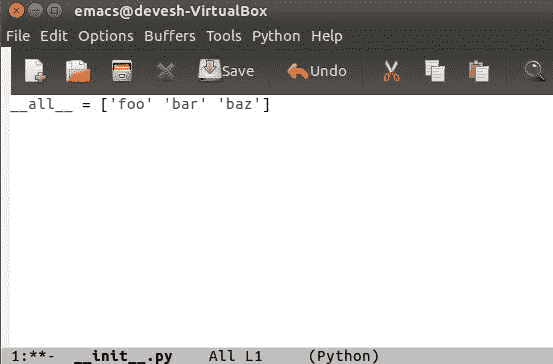 emacs@devesh-VirtualBox
File Edit Options Buffers Tools Python Help
Save Undo
__all__ = ['foo' 'bar' 'baz']
1:**- __init__.py All L1 (Python)